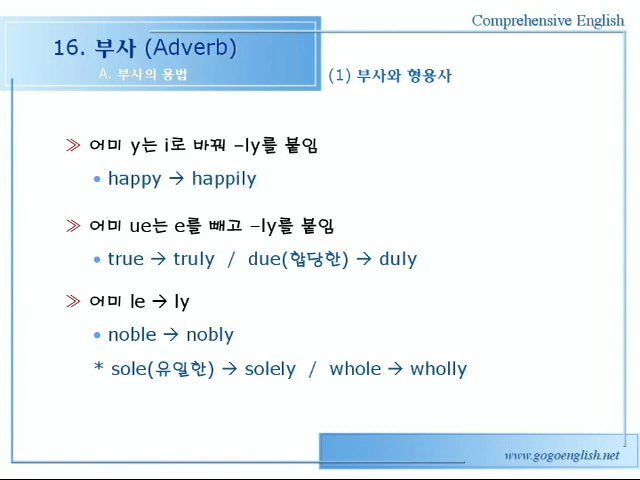 Comprehensive English
16. 부사 (Adverb)
A. 부사의 용법
(1) 부사와 형용사
≫ 어미 y는 i로 바꿔 –ly를 붙임
• happy → happily
≫ 어미 ue는 e를 빼고 –ly를 붙임
• true → truly / due(합당한) → duly
≫ 어미 le → ly
• noble → nobly
* sole(유일한) → solely / whole → wholly
www.gogoenglish.net